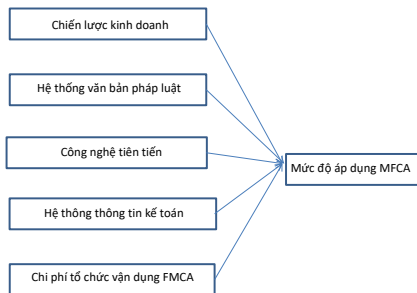 Chiến lược kinh doanh
Hệ thống văn bản pháp luật
Công nghệ tiên tiến
Mức độ áp dụng MFCA
Hệ thông thông tin kế toán
Chi phí tổ chức vận dụng FMCA